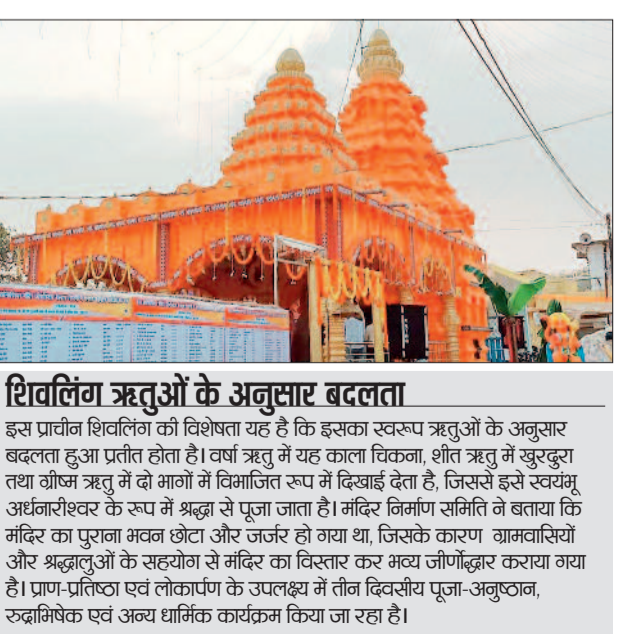 शिवलिंग ऋतुओं के अनुसार बदलता
इस प्राचीन शिवलिंग की विशेषता यह है कि इसका स्वरूप ऋतुओं के अनुसार
बदलता हुआ प्रतीत होता है। वर्षा ऋतु में यह काला चिकना, शीत ऋतु में खुरदुरा
तथा ग्रीष्म ऋतु में दो भागों में विभाजित रूप में दिखाई देता है, जिससे इसे स्वयंभू
अर्धनारीश्वर के रूप में श्रद्धा से पूजा जाता है। मंदिर निर्माण समिति ने बताया कि
मंदिर का पुराना भवन छोटा और जर्जर हो गया था, जिसके कारण ग्रामवासियों
और श्रद्धालुओं के सहयोग से मंदिर का विस्तार कर भव्य जीर्णोद्धार कराया गया
है। प्राण-प्रतिष्ठा एवं लोकार्पण के उपलक्ष्य में तीन दिवसीय पूजा-अनुष्ठान,
रुद्राभिषेक एवं अन्य धार्मिक कार्यक्रम किया जा रहा है।